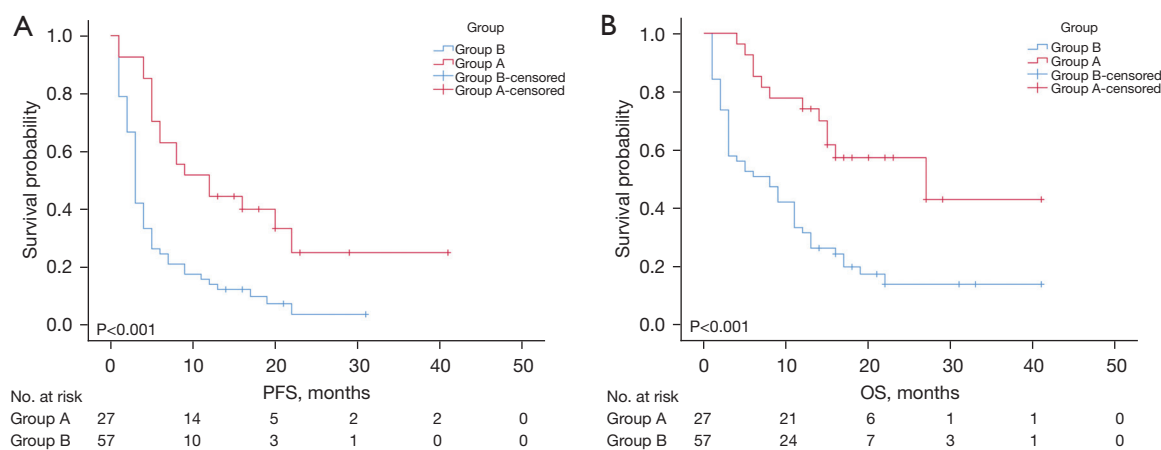 A
Group
Group B
Group A
Group B-censored
Group A-censored
Survival probability
1.0
0.8
0.6
0.4
0.2
0.0
P<0.001
0 10 20 30 40 50
PFS, months
No. at risk
Group A 27 14 5 2 2 0
Group B 57 10 3 1 0 0
B
Group
Group B
Group A
Group B-censored
Group A-censored
Survival probability
1.0
0.8
0.6
0.4
0.2
0.0
P<0.001
0 10 20 30 40 50
OS, months
No. at risk
Group A 27 21 6 1 1 0
Group B 57 24 7 3 1 0